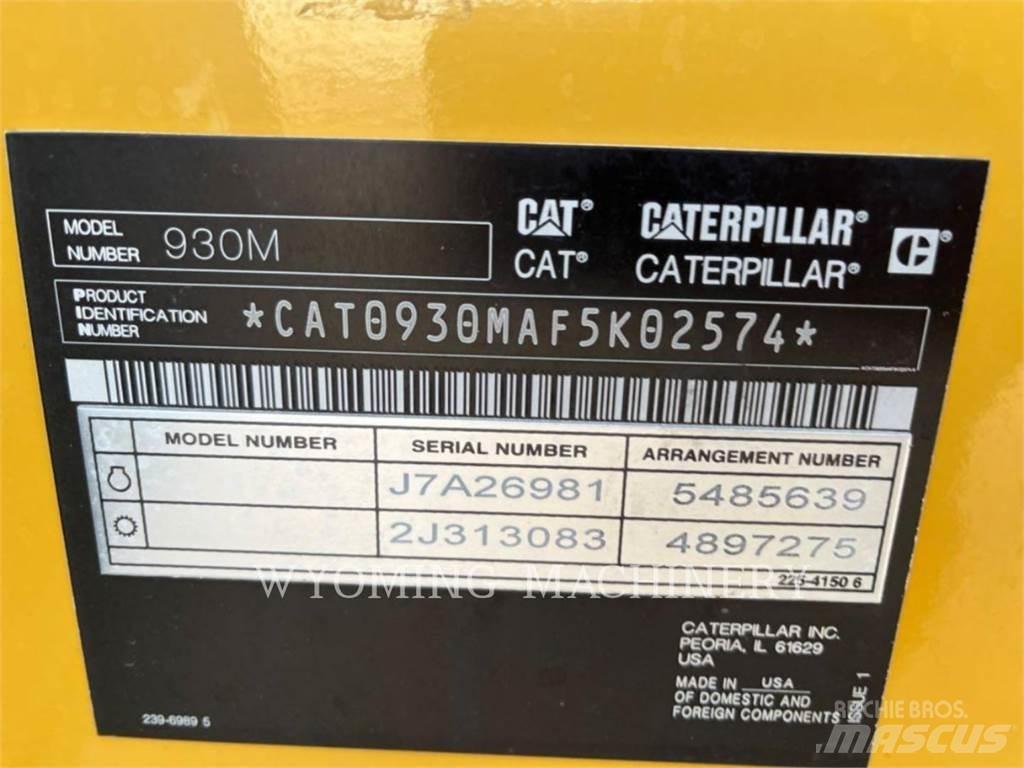 MODEL NUMBER 930M
CAT® CATERPILLAR®
CAT® CATERPILLAR®
PRODUCT IDENTIFICATION NUMBER *CAT0930MAF5K02574*
MODEL NUMBER SERIAL NUMBER ARRANGEMENT NUMBER
J7A26981 5485639
2J313083 4897275
225-4150 6
WYOMING MACHINERY
CATERPILLAR INC.
PEORIA, IL 61629
USA
MADE IN USA
OF DOMESTIC AND
FOREIGN COMPONENTS
ISSUE 1
239-6989 5
RITCHIE BROS.
MASCUS